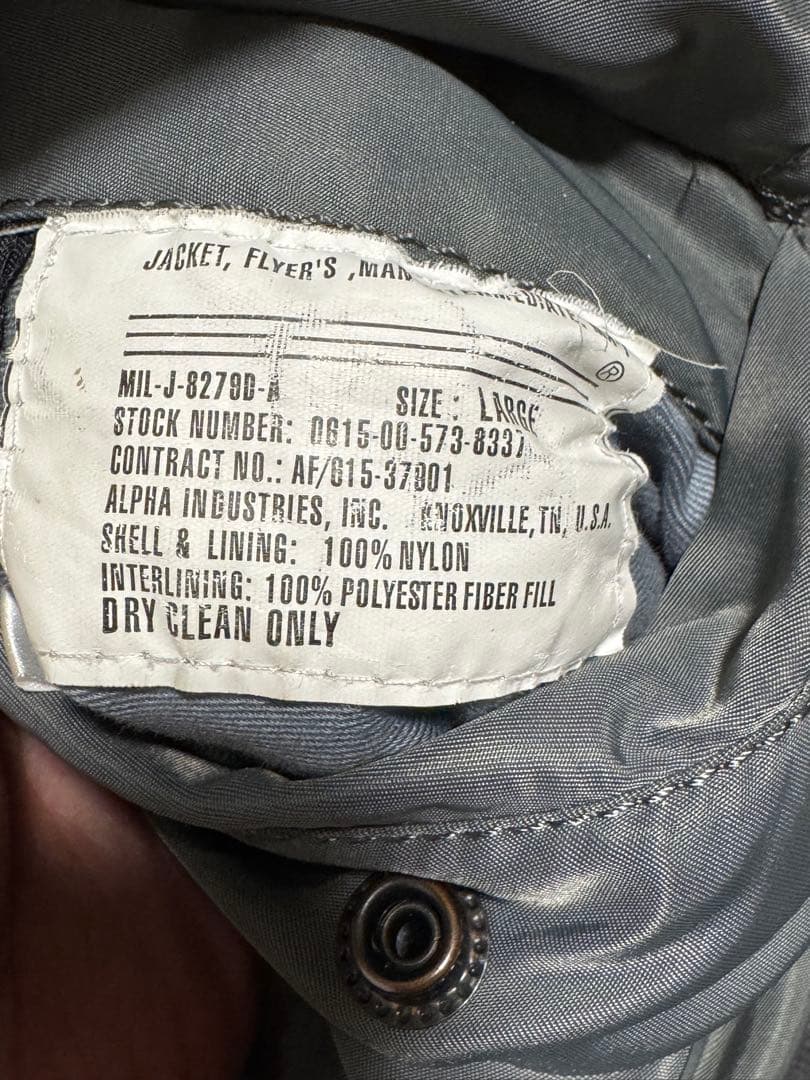 JACKET, FLYER'S ,MAN
®
MIL-J-8279D-A SIZE: LARGE
STOCK NUMBER: 0615-00-573-8337
CONTRACT NO.: AF/615-37801
ALPHA INDUSTRIES, INC. KNOXVILLE, TN, U.S.A.
SHELL & LINING: 100% NYLON
INTERLINING: 100% POLYESTER FIBER FILL
DRY CLEAN ONLY